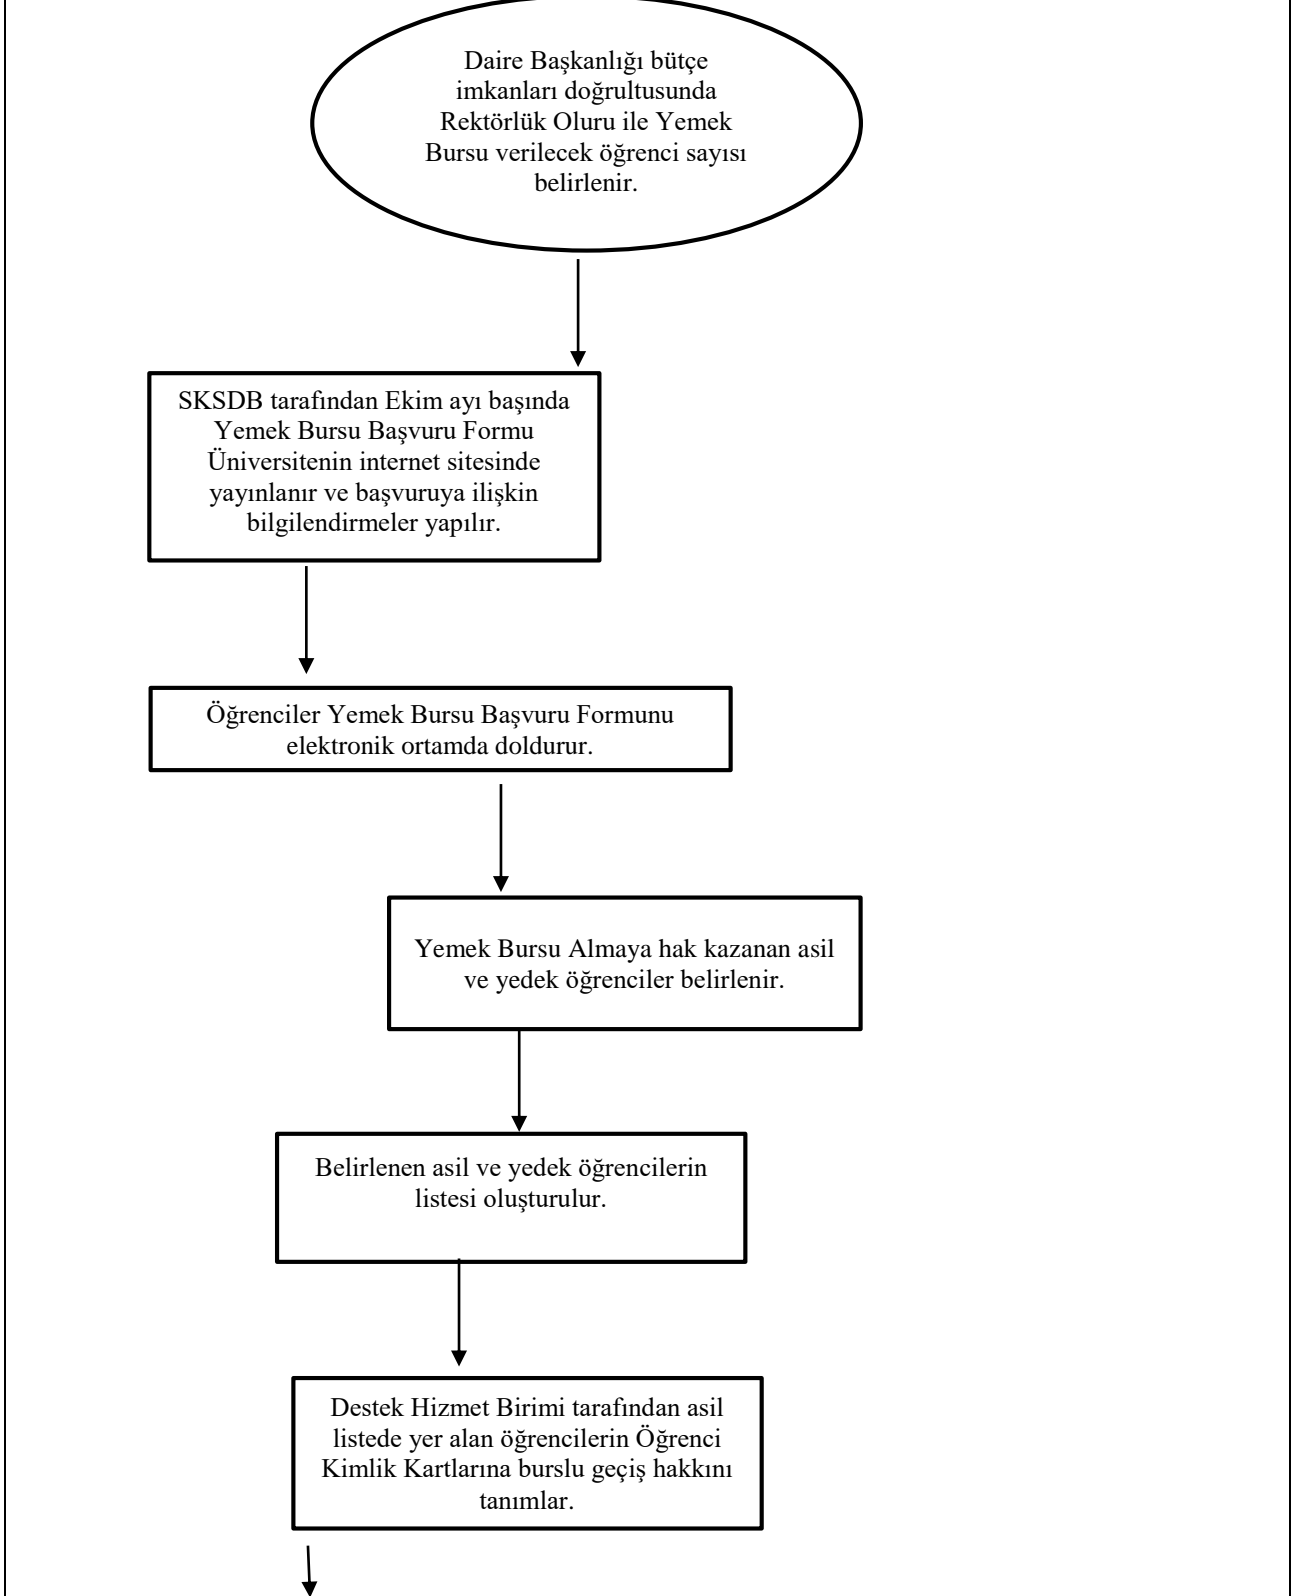 Daire Başkanlığı bütçe
imkanları doğrultusunda
Rektörlük Oluru ile Yemek
Bursu verilecek öğrenci sayısı
belirlenir.
SKSDB tarafından Ekim ayı başında
Yemek Bursu Başvuru Formu
Üniversitenin internet sitesinde
yayınlanır ve başvuruya ilişkin
bilgilendirmeler yapılır.
Öğrenciler Yemek Bursu Başvuru Formunu
elektronik ortamda doldurur.
Yemek Bursu Almaya hak kazanan asil
ve yedek öğrenciler belirlenir.
Belirlenen asil ve yedek öğrencilerin
listesi oluşturulur.
Destek Hizmet Birimi tarafından asil
listede yer alan öğrencilerin Öğrenci
Kimlik Kartlarına burslu geçiş hakkını
tanımlar.